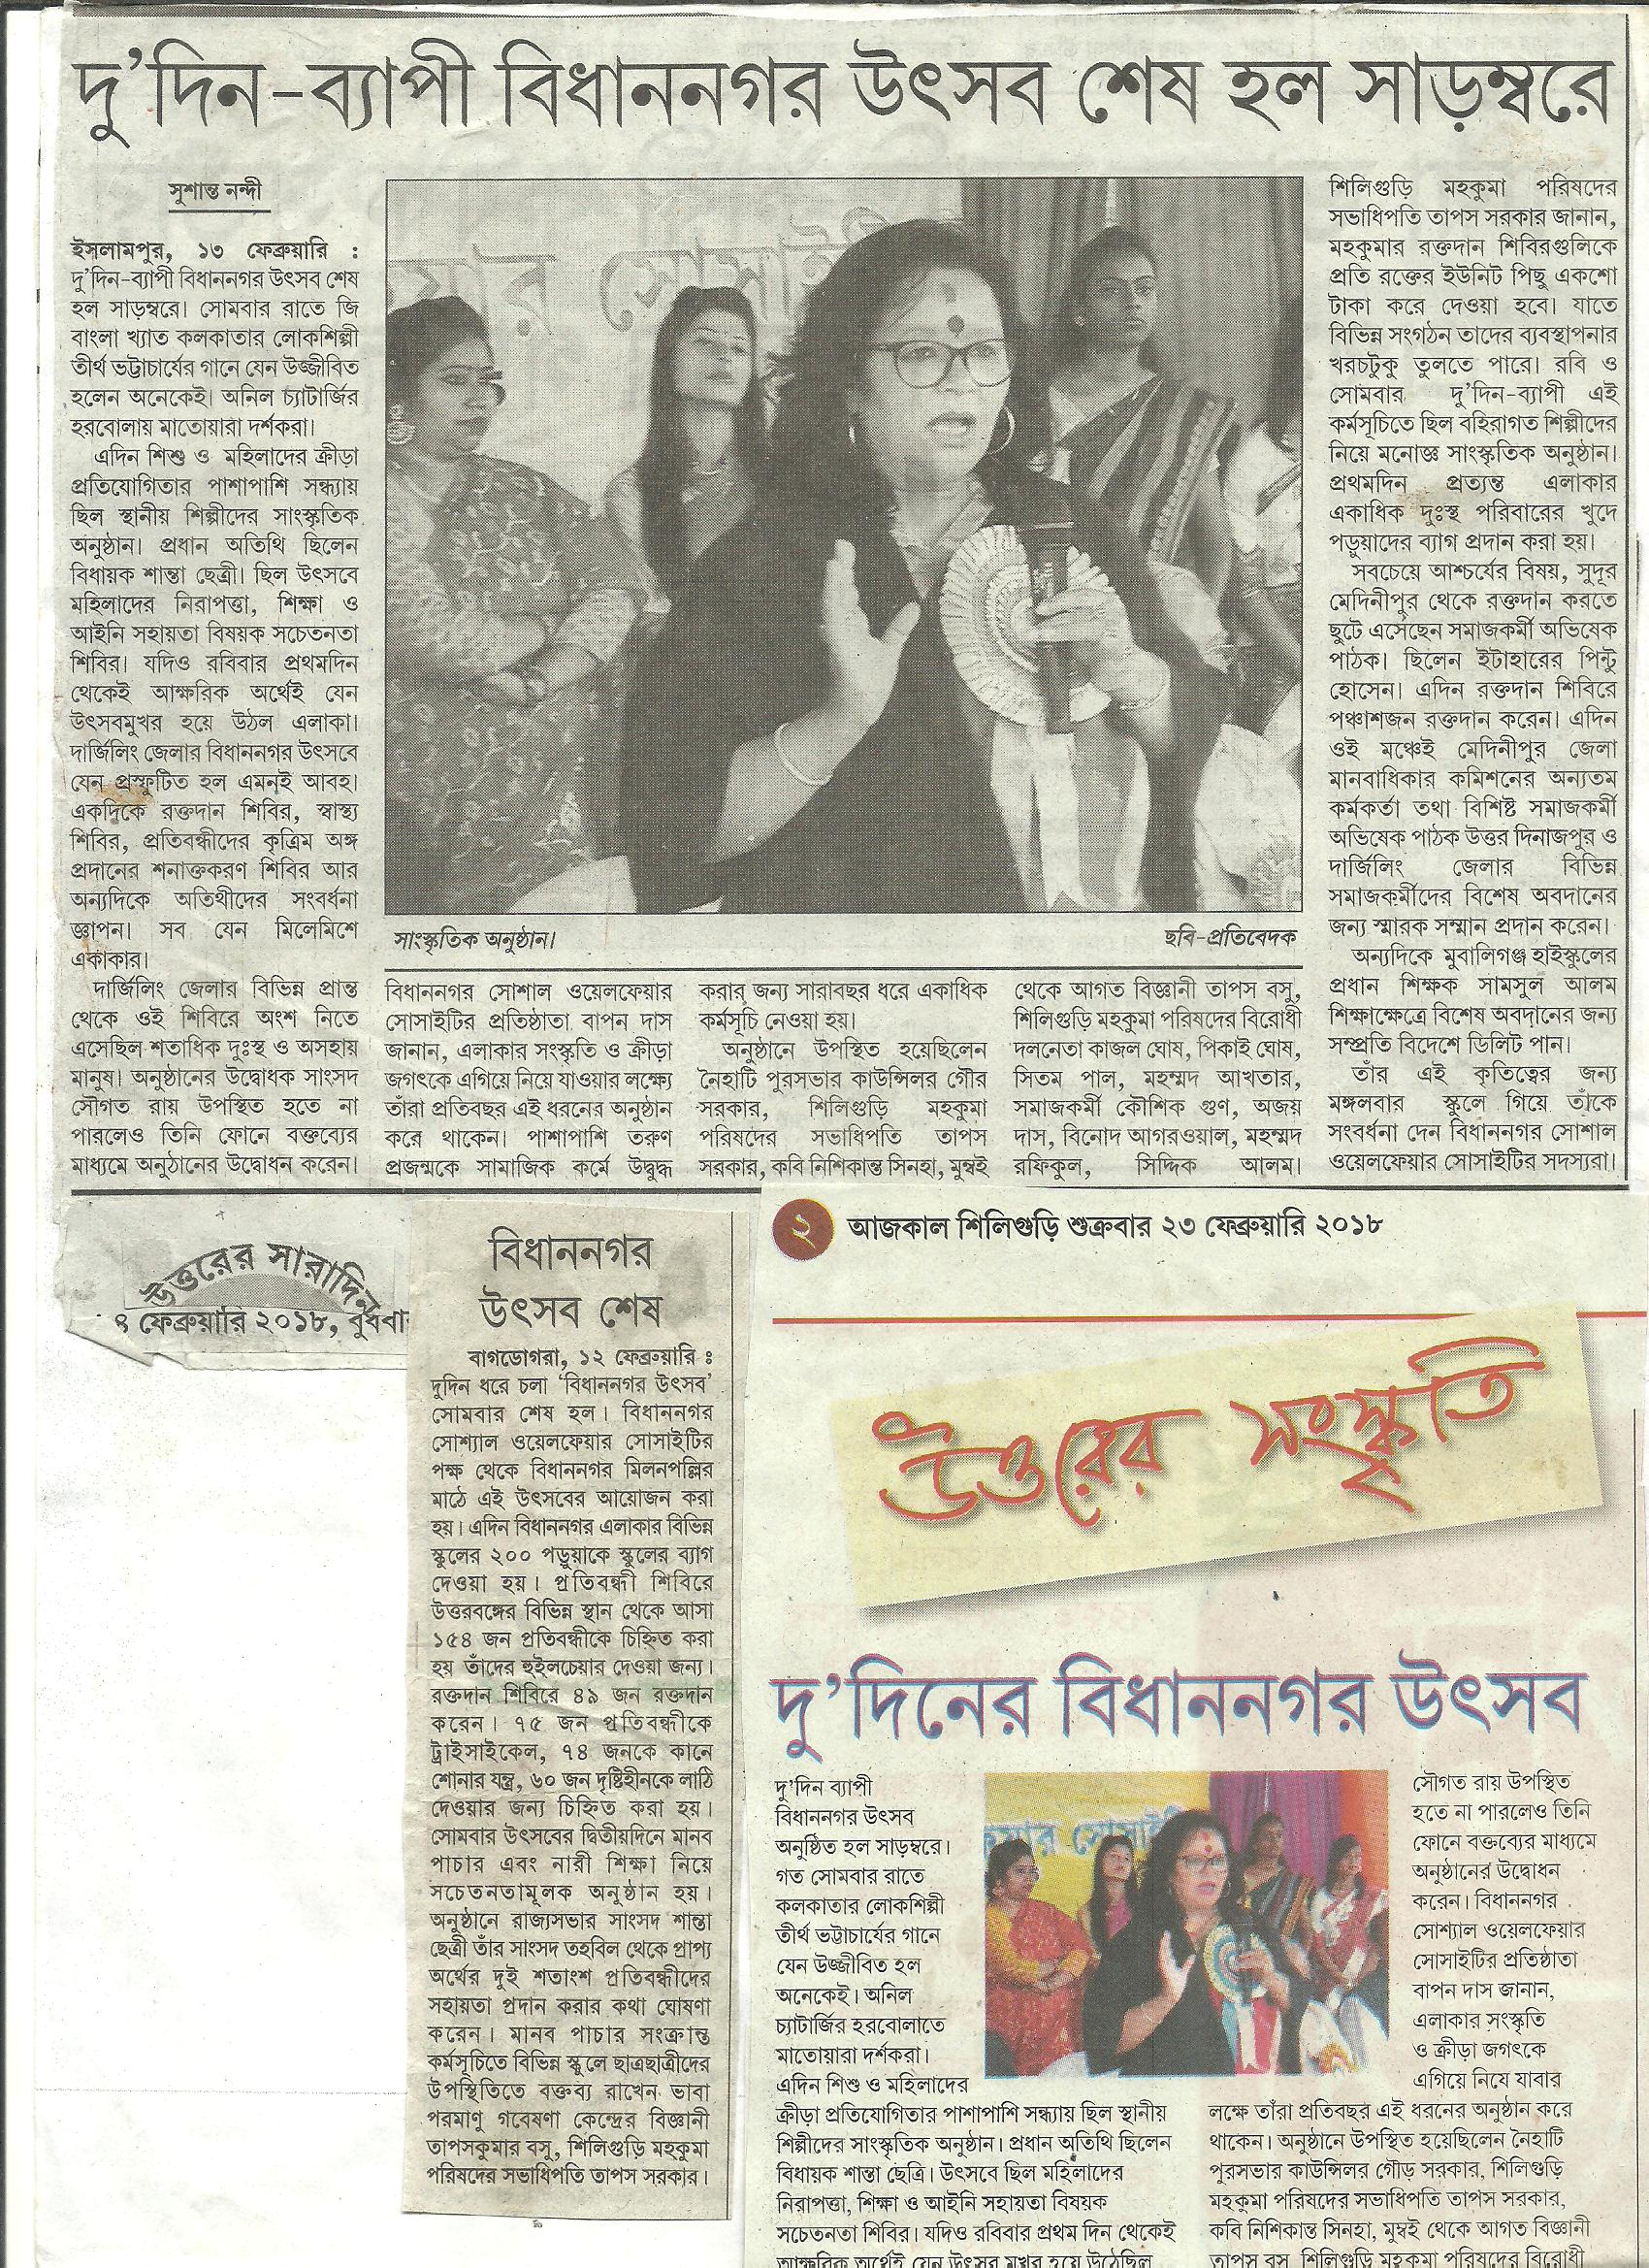 দু'দিন-ব্যাপী বিধাননগর উৎসব শেষ হল সাড়ম্বরে
সুশান্ত নন্দী
ইসলামপুর, ১৩ ফেব্রুয়ারি :
দু'দিন-ব্যাপী বিধাননগর উৎসব শেষ
হল সাড়ম্বরে। সোমবার রাতে জি
বাংলা খ্যাত কলকাতার লোকশিল্পী
তীর্থ ভট্টাচার্যের গানে যেন উজ্জীবিত
হলেন অনেকেই। অনিল চ্যাটার্জির
হরবোলায় মাতোয়ারা দর্শকরা।
এদিন শিশু ও মহিলাদের ক্রীড়া
প্রতিযোগিতার পাশাপাশি সন্ধ্যায়
ছিল স্থানীয় শিল্পীদের সাংস্কৃতিক
অনুষ্ঠান। প্রধান অতিথি ছিলেন
বিধায়ক শান্তা ছেত্রী। ছিল উৎসবে
মহিলাদের নিরাপত্তা, শিক্ষা ও
আইনি সহায়তা বিষয়ক সচেতনতা
শিবির। যদিও রবিবার প্রথমদিন
থেকেই আক্ষরিক অর্থেই যেন
উৎসবমুখর হয়ে উঠল এলাকা।
দার্জিলিং জেলার বিধাননগর উৎসবে
যেন প্রস্ফুটিত হল এমনই আবহ।
একদিকে রক্তদান শিবির, স্বাস্থ্য
শিবির, প্রতিবন্ধীদের কৃত্রিম অঙ্গ
প্রদানের শনাক্তকরণ শিবির আর
অন্যদিকে অতিথীদের সংবর্ধনা
জ্ঞাপন। সব যেন মিলেমিশে
একাকার।
দার্জিলিং জেলার বিভিন্ন প্রান্ত
থেকে ওই শিবিরে অংশ নিতে
এসেছিল শতাধিক দুঃস্থ ও অসহায়
মানুষ। অনুষ্ঠানের উদ্বোধক সাংসদ
সৌগত রায় উপস্থিত হতে না
পারলেও তিনি ফোনে বক্তব্যের
মাধ্যমে অনুঠানের উদ্বোধন করেন।
সাংস্কৃতিক অনুষ্ঠান।
ছবি-প্রতিবেদক
বিধাননগর সোশাল ওয়েলফেয়ার
সোসাইটির প্রতিষ্ঠাতা বাপন দাস
জানান, এলাকার সংস্কৃতি ও ক্রীড়া
জগৎকে এগিয়ে নিয়ে যাওয়ার লক্ষ্যে
তাঁরা প্রতিবছর এই ধরনের অনুষ্ঠান
করে থাকেন। পাশাপাশি তরুণ
প্রজন্মকে সামাজিক কর্মে উদ্বুদ্ধ
করার জন্য সারাবছর ধরে একাধিক
কর্মসূচি নেওয়া হয়।
অনুষ্ঠানে উপস্থিত হয়েছিলেন
নৈহাটি পুরসভার কাউন্সিলর গৌর
সরকার, শিলিগুড়ি মহকুমা
পরিষদের সভাধিপতি তাপস
সরকার, কবি নিশিকান্ত সিনহা, মুম্বই
থেকে আগত বিজ্ঞানী তাপস বসু,
শিলিগুড়ি মহকুমা পরিষদের বিরোধী
দলনেতা কাজল ঘোষ, পিকাই ঘোষ,
সিতম পাল, মহম্মদ আখতার,
সমাজকর্মী কৌশিক গুণ, অজয়
দাস, বিনোদ আগরওয়াল, মহম্মদ
রফিকুল, সিদ্দিক আলম।
শিলিগুড়ি মহকুমা পরিষদের
সভাধিপতি তাপস সরকার জানান,
মহকুমার রক্তদান শিবিরগুলিকে
প্রতি রক্তের ইউনিট পিছু একশো
টাকা করে দেওয়া হবে। যাতে
বিভিন্ন সংগঠন তাদের ব্যবস্থাপনার
খরচটুকু তুলতে পারে। রবি ও
সোমবার দু'দিন-ব্যাপী এই
কর্মসূচিতে ছিল বহিরাগত শিল্পীদের
নিয়ে মনোজ্ঞ সাংস্কৃতিক অনুষ্ঠান।
প্রথমদিন প্রত্যন্ত এলাকার
একাধিক দুঃস্থ পরিবারের খুদে
পড়ুয়াদের ব্যাগ প্রদান করা হয়।
সবচেয়ে আশ্চর্যের বিষয়, সুদূর
মেদিনীপুর থেকে রক্তদান করতে
ছুটে এসেছেন সমাজকর্মী অভিষেক
পাঠক। ছিলেন ইটাহারের পিন্টু
হোসেন। এদিন রক্তদান শিবিরে
পঞ্চাশজন রক্তদান করেন। এদিন
ওই মঞ্চেই মেদিনীপুর জেলা
মানবাধিকার কমিশনের অন্যতম
কর্মকর্তা তথা বিশিষ্ট সমাজকর্মী
অভিষেক পাঠক উত্তর দিনাজপুর ও
দার্জিলিং জেলার বিভিন্ন
সমাজকর্মীদের বিশেষ অবদানের
জন্য স্মারক সম্মান প্রদান করেন।
অন্যদিকে মুবালিগঞ্জ হাইস্কুলের
প্রধান শিক্ষক সামসুল আলম
শিক্ষাক্ষেত্রে বিশেষ অবদানের জন্য
সম্প্রতি বিদেশে ডিলিট পান।
তাঁর এই কৃতিত্বের জন্য
মঙ্গলবার স্কুলে গিয়ে তাঁকে
সংবর্ধনা দেন বিধাননগর সোশাল
ওয়েলফেয়ার সোসাইটির সদস্যরা।
উত্তরের সারাদিন
৪ ফেব্রুয়ারি ২০১৮, বুধবা
বিধাননগর
উৎসব শেষ
বাগডোগরা, ১২ ফেব্রুয়ারি :
দুদিন ধরে চলা 'বিধাননগর উৎসব'
সোমবার শেষ হল। বিধাননগর
সোশ্যাল ওয়েলফেয়ার সোসাইটির
পক্ষ থেকে বিধাননগর মিলনপল্লির
মাঠে এই উৎসবের আয়োজন করা
হয়। এদিন বিধাননগর এলাকার বিভিন্ন
স্কুলের ২০০ পড়ুয়াকে স্কুলের ব্যাগ
দেওয়া হয়। প্রতিবন্ধী শিবিরে
উত্তরবঙ্গের বিভিন্ন স্থান থেকে আসা
১৫৪ জন প্রতিবন্ধীকে চিহ্নিত করা
হয় তাঁদের হুইলচেয়ার দেওয়া জন্য।
রক্তদান শিবিরে ৪৯ জন রক্তদান
করেন। ৭৫ জন প্রতিবন্ধীকে
ট্রাইসাইকেল, ৭৪ জনকে কানে
শোনার যন্ত্র, ৬০ জন দৃষ্টিহীনকে লাঠি
দেওয়ার জন্য চিহ্নিত করা হয়।
সোমবার উৎসবের দ্বিতীয়দিনে মানব
পাচার এবং নারী শিক্ষা নিয়ে
সচেতনতামূলক অনুষ্ঠান হয়।
অনুষ্ঠানে রাজ্যসভার সাংসদ শান্তা
ছেত্রী তাঁর সাংসদ তহবিল থেকে প্রাপ্য
অর্থের দুই শতাংশ প্রতিবন্ধীদের
সহায়তা প্রদান করার কথা ঘোষণা
করেন। মানব পাচার সংক্রান্ত
কর্মসূচিতে বিভিন্ন স্কুলে ছাত্রছাত্রীদের
উপস্থিতিতে বক্তব্য রাখেন ভাবা
পরমাণু গবেষণা কেন্দ্রের বিজ্ঞানী
তাপসকুমার বসু, শিলিগুড়ি মহকুমা
পরিষদের সভাধিপতি তাপস সরকার।
২ আজকাল শিলিগুড়ি শুক্রবার ২৩ ফেব্রুয়ারি ২০১৮
উত্তরের সংস্কৃতি
দু'দিনের বিধাননগর উৎসব
দু'দিন ব্যাপী
বিধাননগর উৎসব
অনুষ্ঠিত হল সাড়ম্বরে।
গত সোমবার রাতে
কলকাতার লোকশিল্পী
তীর্থ ভট্টাচার্যের গানে
যেন উজ্জীবিত হল
অনেকেই। অনিল
চ্যাটার্জির হরবোলাতে
মাতোয়ারা দর্শকরা।
এদিন শিশু ও মহিলাদের
ক্রীড়া প্রতিযোগিতার পাশাপাশি সন্ধ্যায় ছিল স্থানীয়
শিল্পীদের সাংস্কৃতিক অনুষ্ঠান। প্রধান অতিথি ছিলেন
বিধায়ক শান্তা ছেত্রি। উৎসবে ছিল মহিলাদের
নিরাপত্তা, শিক্ষা ও আইনি সহায়তা বিষয়ক
সচেতনতা শিবির। যদিও রবিবার প্রথম দিন থেকেই
আক্ষরিক অর্থেই যেন উৎসব মুখর হয়ে উঠেছিল
সৌগত রায় উপস্থিত
হতে না পারলেও তিনি
ফোনে বক্তব্যের মাধ্যমে
অনুষ্ঠানের উদ্বোধন
করেন। বিধাননগর
সোশ্যাল ওয়েলফেয়ার
সোসাইটির প্রতিষ্ঠাতা
বাপন দাস জানান,
এলাকার সংস্কৃতি
ও ক্রীড়া জগৎকে
এগিয়ে নিযে যাবার
লক্ষে তাঁরা প্রতিবছর এই ধরনের অনুষ্ঠান করে
থাকেন। অনুষ্ঠানে উপস্থিত হয়েছিলেন নৈহাটি
পুরসভার কাউন্সিলর গৌড় সরকার, শিলিগুড়ি
মহকুমা পরিষদের সভাধিপতি তাপস সরকার,
কবি নিশিকান্ত সিনহা, মুম্বই থেকে আগত বিজ্ঞানী
তাপস বসু, শিলিগুড়ি মহকুমা পরিষদের বিরোধী